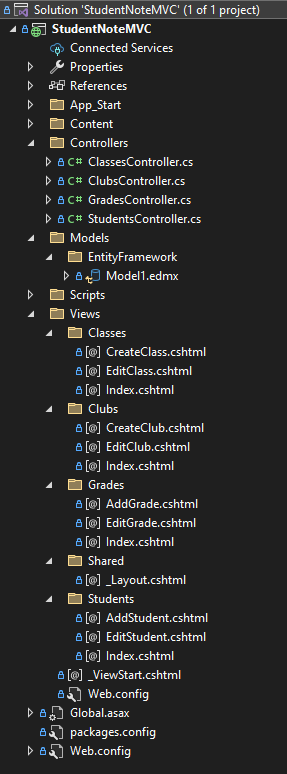 Solution 'StudentNoteMVC' (1 of 1 project)
StudentNoteMVC
Connected Services
Properties
References
App_Start
Content
Controllers
C# ClassesController.cs
C# ClubsController.cs
C# GradesController.cs
C# StudentsController.cs
Models
EntityFramework
Model1.edmx
Scripts
Views
Classes
[@] CreateClass.cshtml
[@] EditClass.cshtml
[@] Index.cshtml
Clubs
[@] CreateClub.cshtml
[@] EditClub.cshtml
[@] Index.cshtml
Grades
[@] AddGrade.cshtml
[@] EditGrade.cshtml
[@] Index.cshtml
Shared
[@] _Layout.cshtml
Students
[@] AddStudent.cshtml
[@] EditStudent.cshtml
[@] Index.cshtml
[@] _ViewStart.cshtml
Web.config
Global.asax
packages.config
Web.config